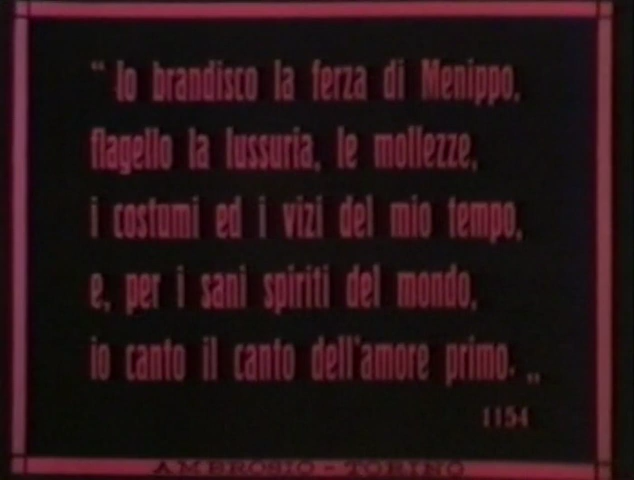 “ Io brandisco la ferza di Menippo,
flagello la lussuria, le mollezze,
i costumi ed i vizi del mio tempo,
e, per i sani spiriti del mondo,
io canto il canto dell'amore primo. „
1154
AMBROSIO - TORINO